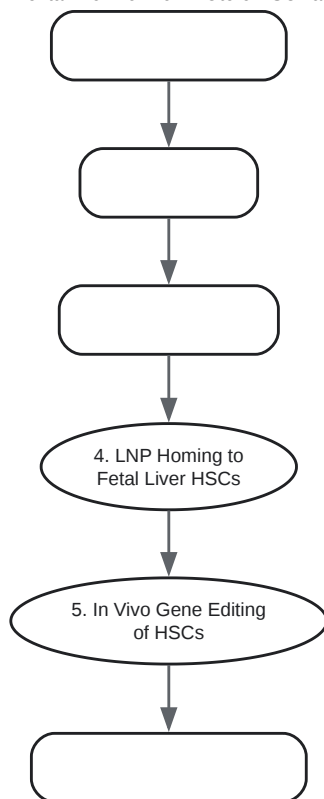 4. LNP Homing to
Fetal Liver HSCs
5. In Vivo Gene Editing
of HSCs